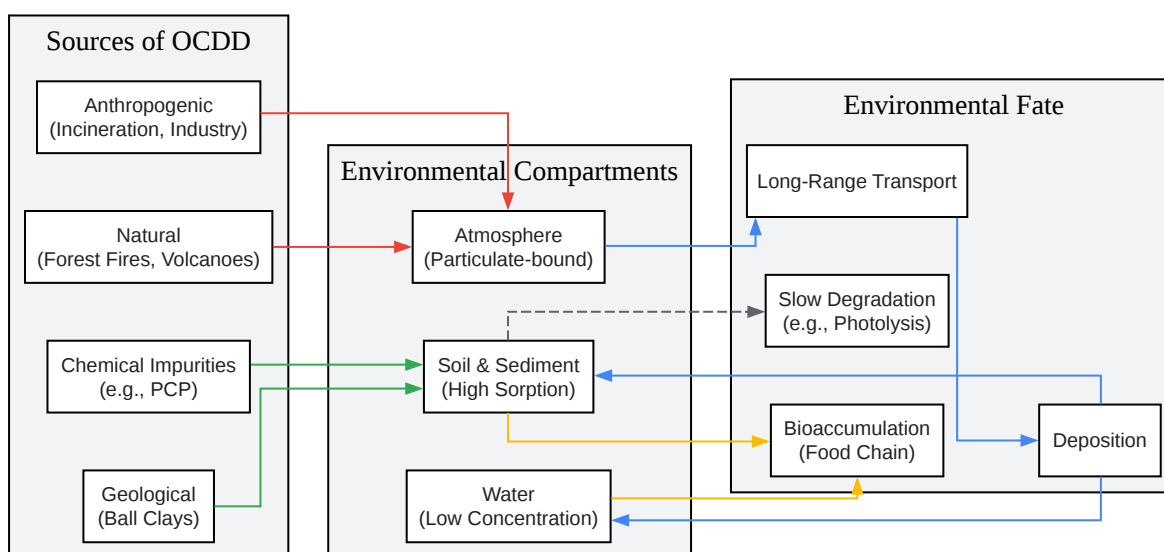 Sources of OCDD
Anthropogenic
(Incineration, Industry)
Natural
(Forest Fires, Volcanoes)
Chemical Impurities
(e.g., PCP)
Geological
(Ball Clays)
Environmental Compartments
Atmosphere
(Particulate-bound)
Soil & Sediment
(High Sorption)
Water
(Low Concentration)
Environmental Fate
Long-Range Transport
Slow Degradation
(e.g., Photolysis)
Bioaccumulation
(Food Chain)
Deposition